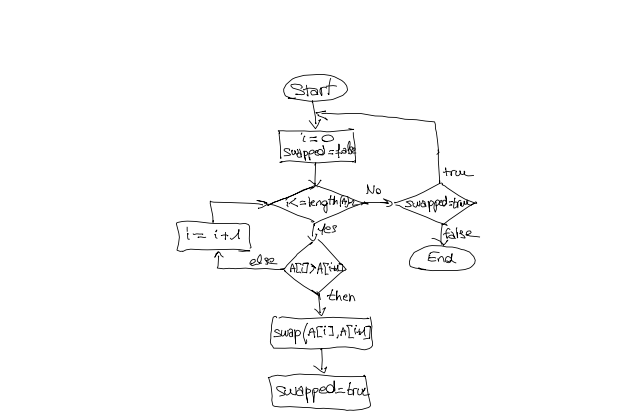 Start
i=0
swapped=false
i<=length(A)-2
No
swapped=true
true
false
End
Yes
i= i+1
else
A[i]>A[i+1]
then
swap(A[i],A[i+1]
swapped=true